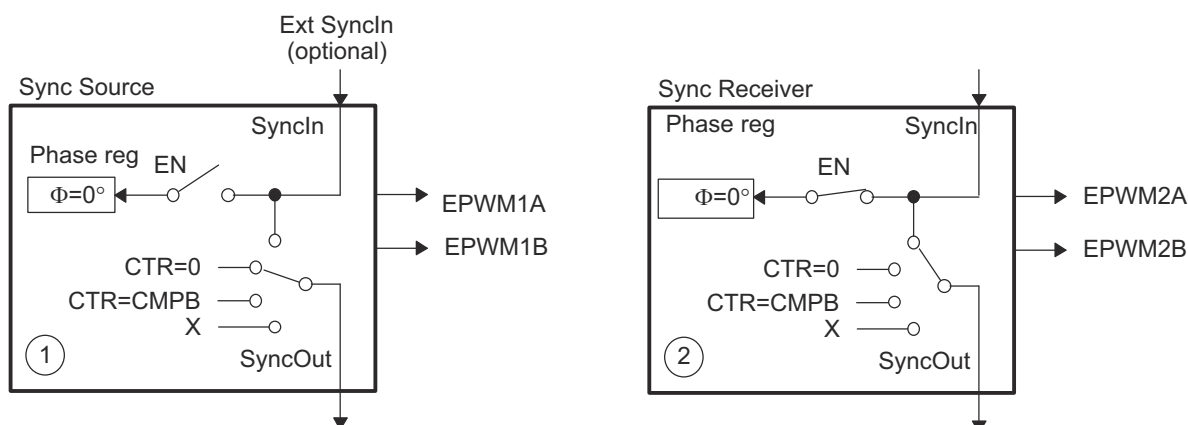 Ext SyncIn
(optional)
Sync Source
SyncIn
Phase reg
EN
Φ=0°
EPWM1A
EPWM1B
CTR=0
CTR=CMPB
X
1
SyncOut
Sync Receiver
Phase reg
SyncIn
EN
Φ=0°
EPWM2A
EPWM2B
CTR=0
CTR=CMPB
X
2
SyncOut